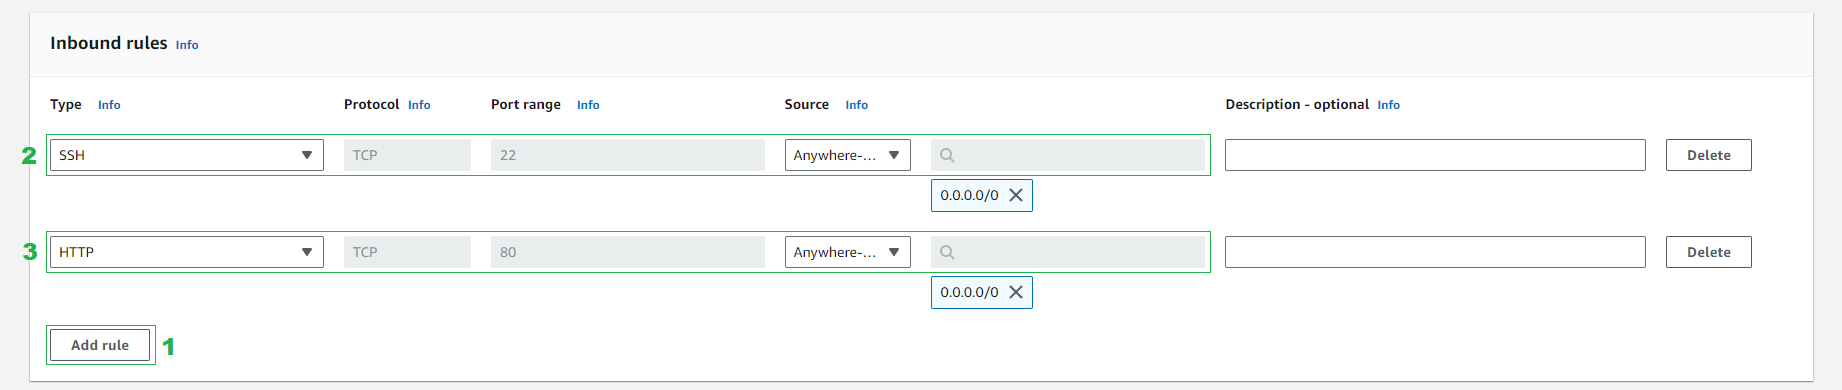 Inbound rules Info
Type Info Protocol Info Port range Info Source Info Description - optional Info
2 SSH TCP 22 Anywhere-... Delete
0.0.0.0/0
3 HTTP TCP 80 Anywhere-... Delete
0.0.0.0/0
Add rule 1